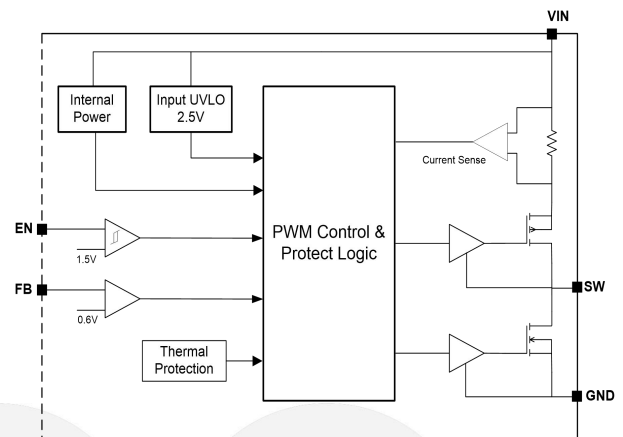 VIN
Internal
Power
Input UVLO
2.5V
Current Sense
EN
1.5V
PWM Control &
Protect Logic
FB
0.6V
SW
Thermal
Protection
GND